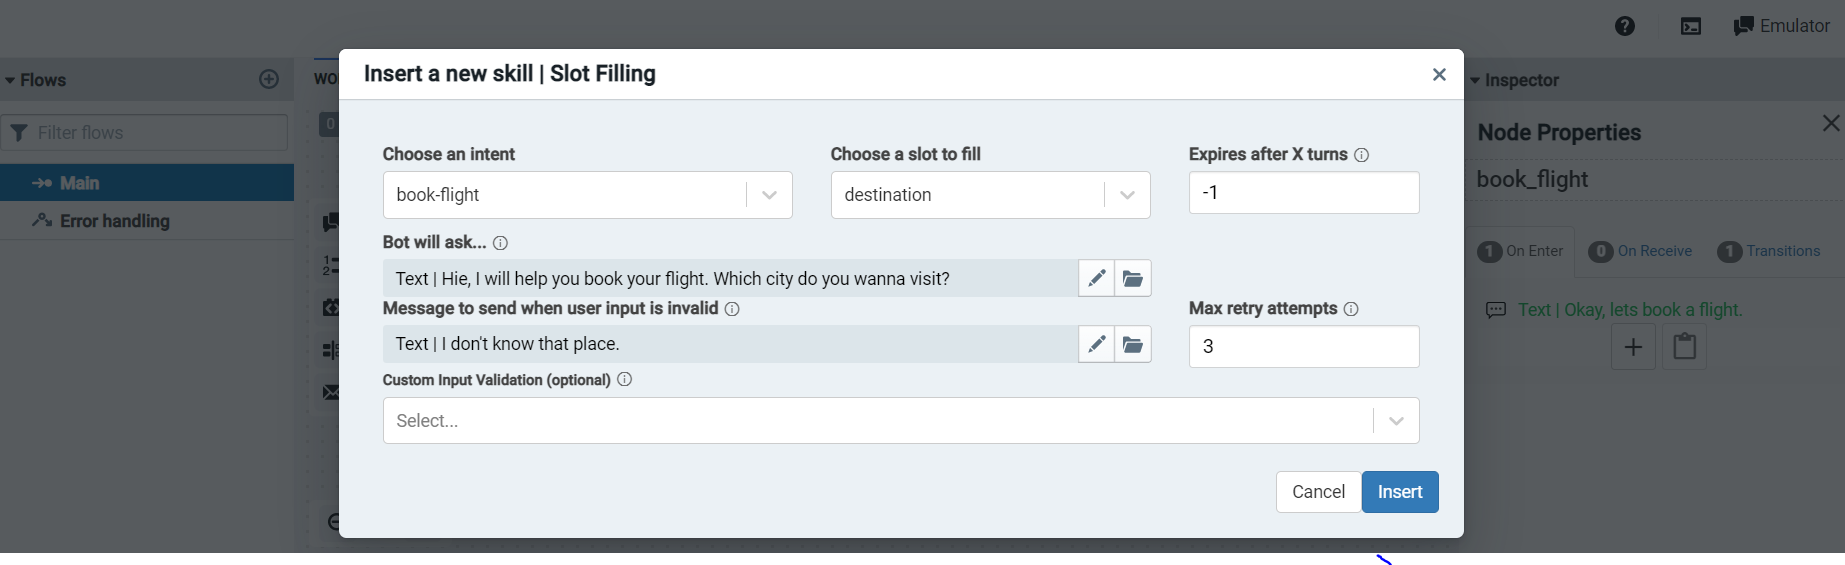 Emulator
Flows
WO
Insert a new skill | Slot Filling
Inspector
0
Filter flows
Choose an intent
Choose a slot to fill
Expires after X turns
Node Properties
Main
book-flight
destination
-1
book_flight
Error handling
Bot will ask...
1 On Enter
0 On Receive
1 Transitions
Text | Hie, I will help you book your flight. Which city do you wanna visit?
Message to send when user input is invalid
Max retry attempts
Text | Okay, lets book a flight.
Text | I don't know that place.
3
Custom Input Validation (optional)
Select...
Cancel
Insert